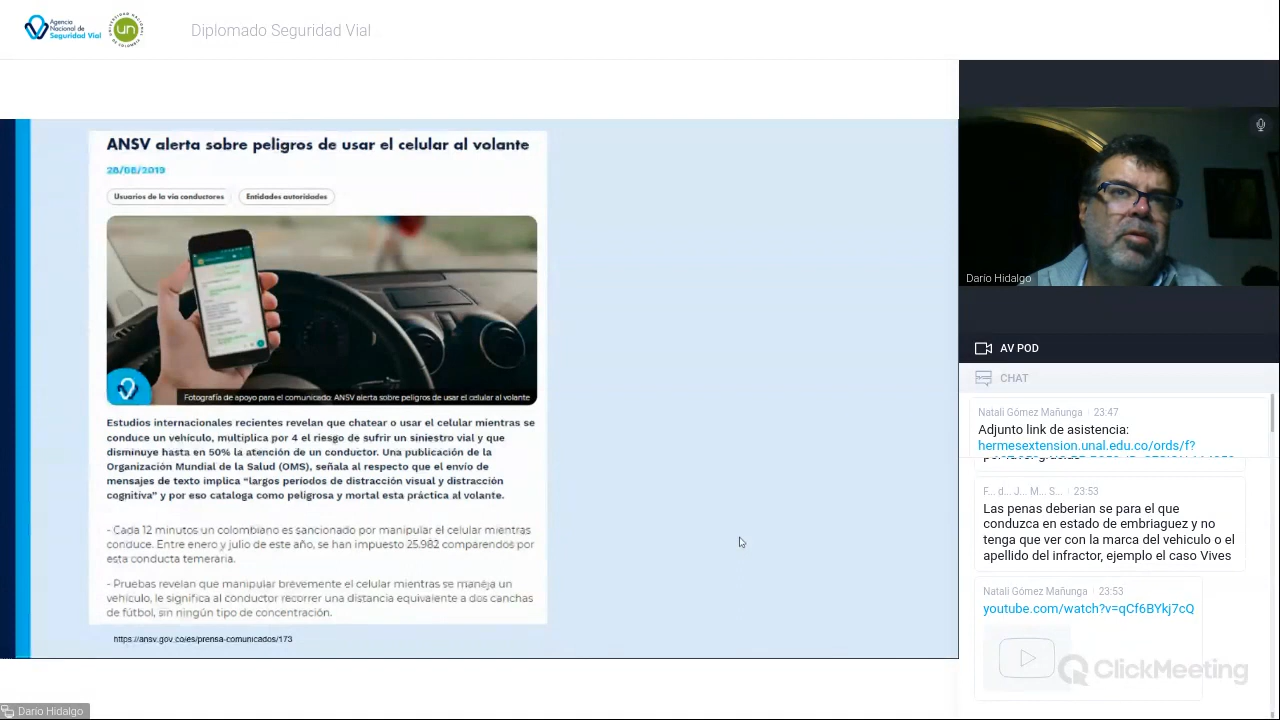 Agencia
Nacional de
Seguridad Vial
un
Diplomado Seguridad Vial
ANSV alerta sobre peligros de usar el celular al volante
28/08/2019
Usuarios de la vía conductores
Entidades autoridades
Fotografía de apoyo para el comunicado: ANSV alerta sobre peligros de usar el celular al volante
Estudios internacionales recientes revelan que chatear o usar el celular mientras se
conduce un vehículo, multiplica por 4 el riesgo de sufrir un siniestro vial y que
disminuye hasta en 50% la atención de un conductor. Una publicación de la
Organización Mundial de la Salud (OMS), señala al respecto que el envío de
mensajes de texto implica “largos períodos de distracción visual y distracción
cognitiva” y por eso cataloga como peligrosa y mortal esta práctica al volante.
- Cada 12 minutos un colombiano es sancionado por manipular el celular mientras
conduce. Entre enero y julio de este año, se han impuesto 25.982 comparendos por
esta conducta temeraria.
- Pruebas revelan que manipular brevemente el celular mientras se maneja un
vehículo, le significa al conductor recorrer una distancia equivalente a dos canchas
de fútbol, sin ningún tipo de concentración.
https://ansv.gov.co/es/prensa-comunicados/173
Darío Hidalgo
Darío Hidalgo
AV POD
CHAT
Natali Gómez Mañunga 23:47
Adjunto link de asistencia:
hermesextension.unal.edu.co/ords/f?
F... d... J... M... S... 23:53
Las penas deberian se para el que
conduzca en estado de embriaguez y no
tenga que ver con la marca del vehiculo o el
apellido del infractor, ejemplo el caso Vives
Natali Gómez Mañunga 23:53
youtube.com/watch?v=qCf6BYkj7cQ
ClickMeeting